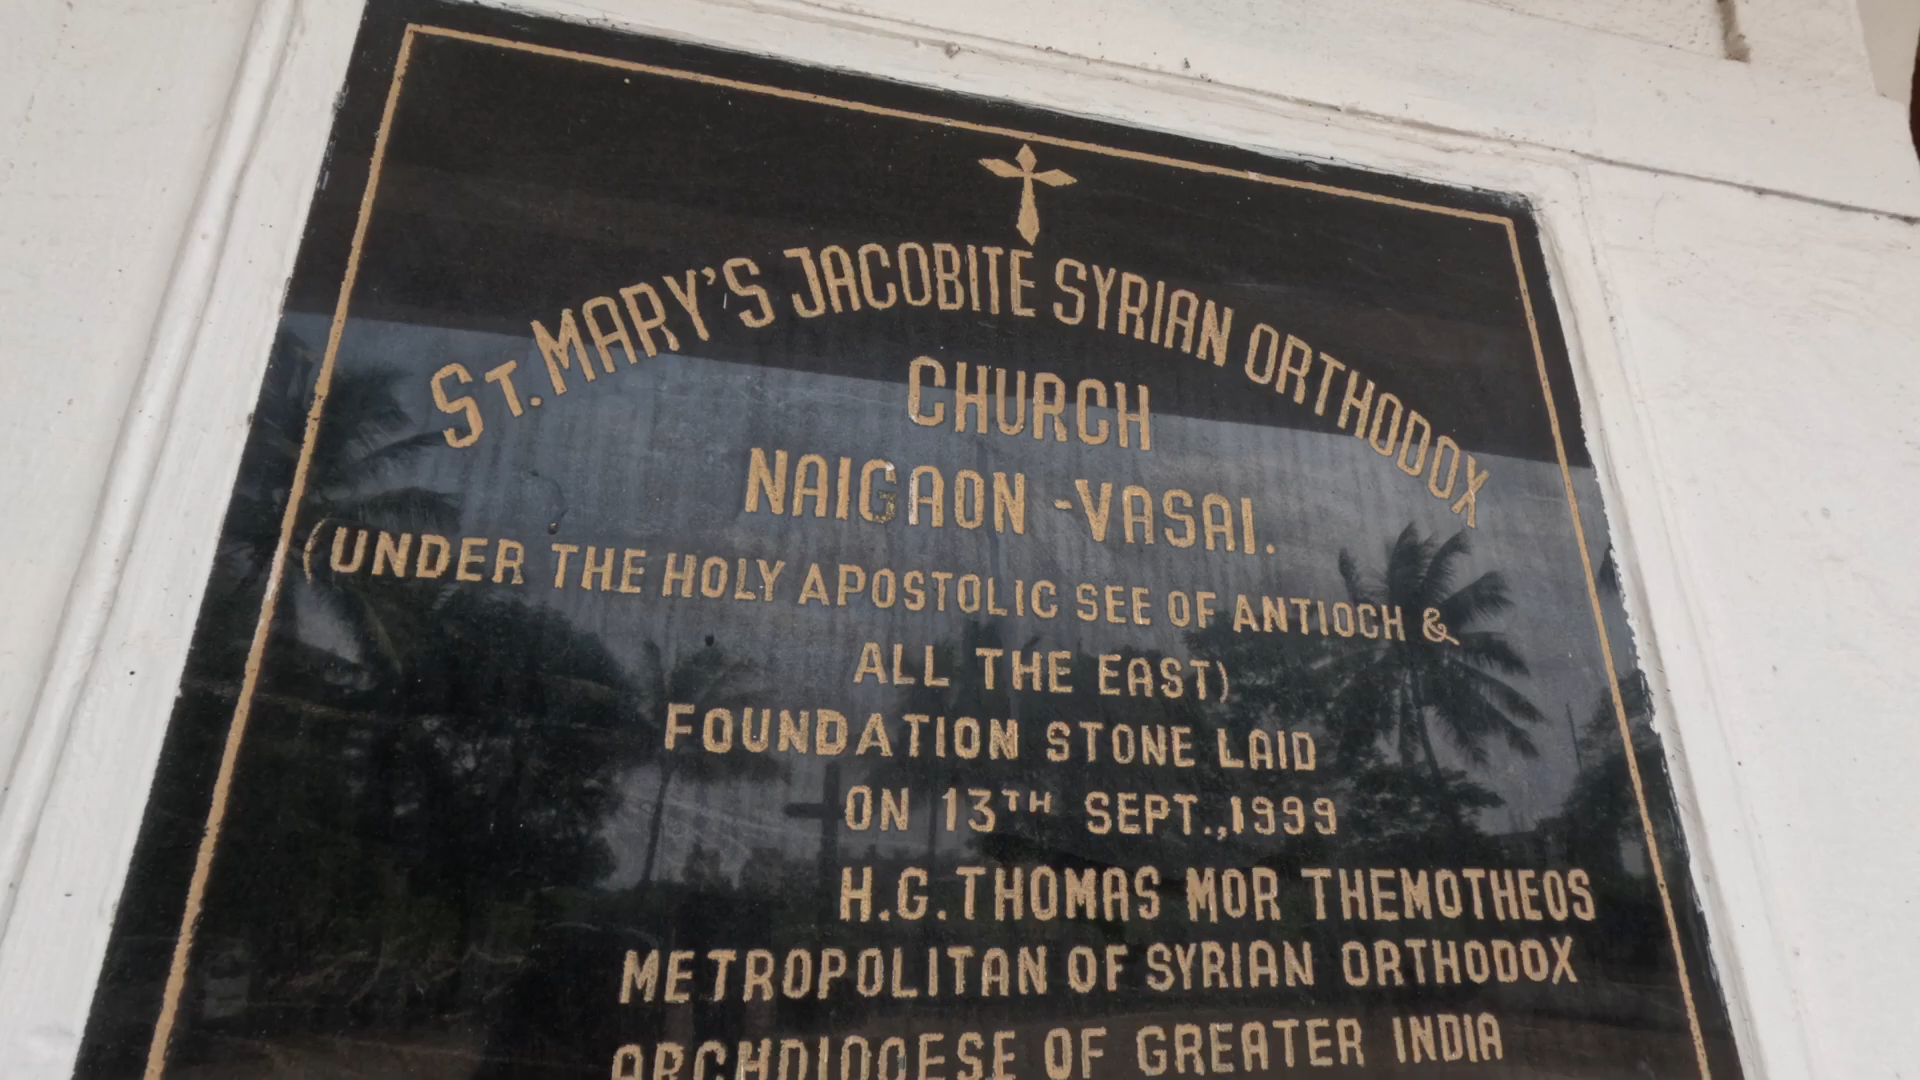 ST. MARY'S JACOBITE SYRIAN ORTHODOX
CHURCH
NAIGAON -VASAI.
(UNDER THE HOLY APOSTOLIC SEE OF ANTIOCH &
ALL THE EAST)
FOUNDATION STONE LAID
ON 13TH SEPT.,1999
H.G.THOMAS MOR THEMOTHEOS
METROPOLITAN OF SYRIAN ORTHODOX
ARCHDIOCESE OF GREATER INDIA